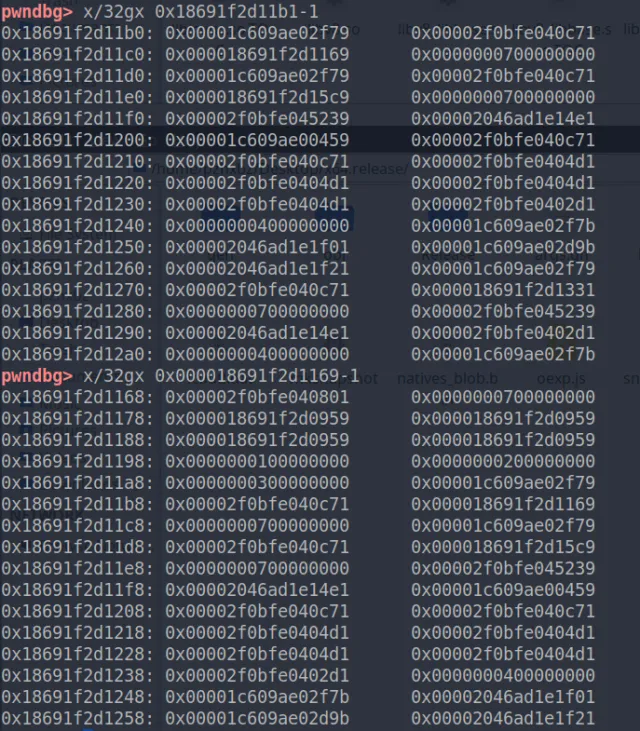 pwndbg> x/32gx 0x18691f2d11b1-1
0x18691f2d11b0: 0x00001c609ae02f79 0x00002f0bfe040c71
0x18691f2d11c0: 0x000018691f2d1169 0x0000000700000000
0x18691f2d11d0: 0x00001c609ae02f79 0x00002f0bfe040c71
0x18691f2d11e0: 0x000018691f2d15c9 0x0000000700000000
0x18691f2d11f0: 0x00002f0bfe045239 0x00002046ad1e14e1
0x18691f2d1200: 0x00001c609ae00459 0x00002f0bfe040c71
0x18691f2d1210: 0x00002f0bfe040c71 0x00002f0bfe0404d1
0x18691f2d1220: 0x00002f0bfe0404d1 0x00002f0bfe0404d1
0x18691f2d1230: 0x00002f0bfe0404d1 0x00002f0bfe0402d1
0x18691f2d1240: 0x0000000400000000 0x00001c609ae02f7b
0x18691f2d1250: 0x00002046ad1e1f01 0x00001c609ae02d9b
0x18691f2d1260: 0x00002046ad1e1f21 0x00001c609ae02f79
0x18691f2d1270: 0x00002f0bfe040c71 0x000018691f2d1331
0x18691f2d1280: 0x0000000700000000 0x00002f0bfe045239
0x18691f2d1290: 0x00002046ad1e14e1 0x00002f0bfe0402d1
0x18691f2d12a0: 0x0000000400000000 0x00001c609ae02f7b
pwndbg> x/32gx 0x000018691f2d1169-1
natives_blob.b oexp.js
0x18691f2d1168: 0x00002f0bfe040801 0x0000000700000000
0x18691f2d1178: 0x000018691f2d0959 0x000018691f2d0959
0x18691f2d1188: 0x000018691f2d0959 0x000018691f2d0959
0x18691f2d1198: 0x0000000100000000 0x0000000200000000
0x18691f2d11a8: 0x0000000300000000 0x00001c609ae02f79
0x18691f2d11b8: 0x00002f0bfe040c71 0x000018691f2d1169
0x18691f2d11c8: 0x0000000700000000 0x00001c609ae02f79
0x18691f2d11d8: 0x00002f0bfe040c71 0x000018691f2d15c9
0x18691f2d11e8: 0x0000000700000000 0x00002f0bfe045239
0x18691f2d11f8: 0x00002046ad1e14e1 0x00001c609ae00459
0x18691f2d1208: 0x00002f0bfe040c71 0x00002f0bfe040c71
0x18691f2d1218: 0x00002f0bfe0404d1 0x00002f0bfe0404d1
0x18691f2d1228: 0x00002f0bfe0404d1 0x00002f0bfe0404d1
0x18691f2d1238: 0x00002f0bfe0402d1 0x0000000400000000
0x18691f2d1248: 0x00001c609ae02f7b 0x00002046ad1e1f01
0x18691f2d1258: 0x00001c609ae02d9b 0x00002046ad1e1f21